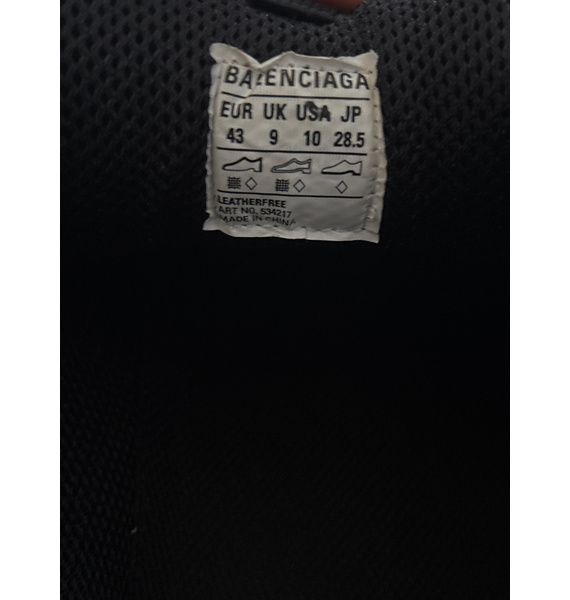 BALENCIAGA
EUR UK USA JP
43 9 10 28.5
LEATHERFREE
ART NO. 534217
MADE IN CHINA